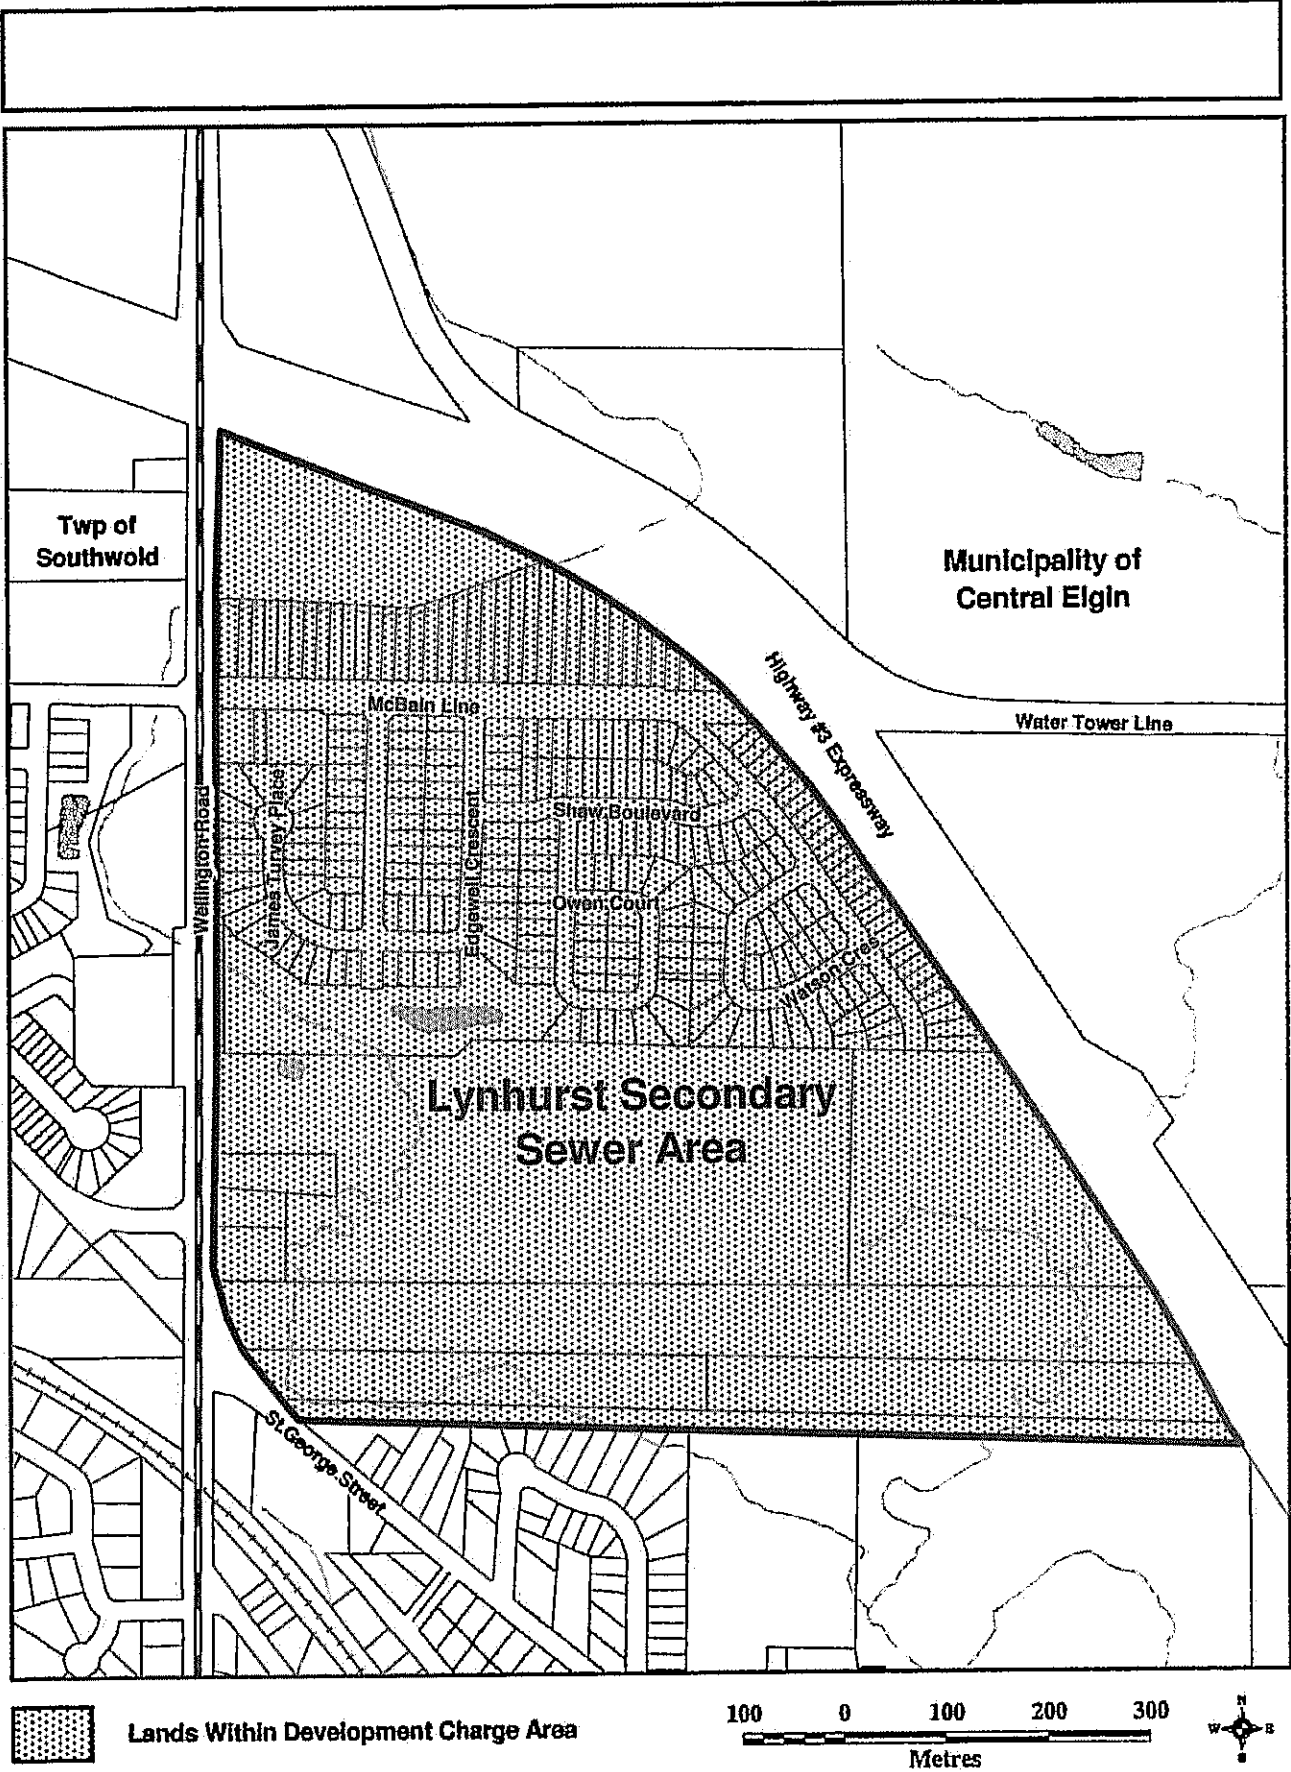 Twp of
Southwold
Municipality of
Central Elgin
Highway #3 Expressway
McBain Line
Water Tower Line
Wellington Road
James Turvey Place
Edgewell Crescent
Shaw Boulevard
Owen Court
Watson Cres
Lynhurst Secondary
Sewer Area
St.George Street
Lands Within Development Charge Area
100 0 100 200 300
Metres
N
W E
S